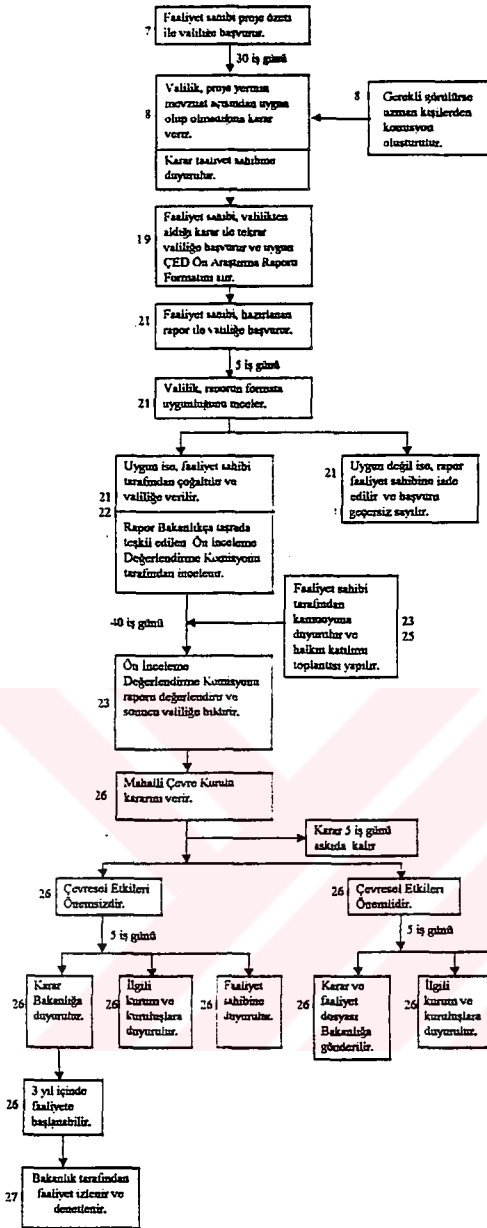 7
Faaliyet sahibi proje özeti
ile valiliğe başvurur.
30 iş günü
8
Valilik, proje yerinin
mevzuat açısından uygun
olup olmadığına karar
verir.
Karar faaliyet sahibine
duyurulur.
8
Gerekli görülürse
uzman kişilerden
komisyon
oluşturulur.
19
Faaliyet sahibi, valilikten
aldığı karar ile tekrar
valiliğe başvurur ve uygun
ÇED Ön Araştırma Raporu
Formatını alır.
21
Faaliyet sahibi, hazırlanan
rapor ile valiliğe başvurur.
5 iş günü
21
Valilik, raporun formata
uygunluğunu inceler.
21
22
Uygun ise, faaliyet sahibi
tarafından çoğaltılır ve
valiliğe verilir.
Rapor Bakanlıkça taşrada
teşkil edilen Ön inceleme
Değerlendirme Komisyonu
tarafından incelenir.
21
Uygun değil ise, rapor
faaliyet sahibine iade
edilir ve başvuru
geçersiz sayılır.
40 iş günü
Faaliyet sahibi
tarafından
kamuoyuna
duyurulur ve
halkın katılımı
toplantısı yapılır.
23
25
23
Ön İnceleme
Değerlendirme Komisyonu
raporu değerlendirir ve
sonucu valiliğe bildirir.
26
Mahalli Çevre Kurulu
kararını verir.
Karar 5 iş günü
askıda kalır
26
Çevresel Etkileri
Önemsizdir.
26
Çevresel Etkileri
Önemlidir.
5 iş günü
5 iş günü
26
Karar
Bakanlığa
duyurulur.
26
İlgili
kurum ve
kuruluşlara
duyurulur.
26
Faaliyet
sahibine
duyurulur.
26
Karar ve
faaliyet
dosyası
Bakanlığa
gönderilir.
26
İlgili
kurum ve
kuruluşlara
duyurulur.
26
3 yıl içinde
faaliyete
başlanabilir.
27
Bakanlık tarafından
faaliyet izlenir ve
denetlenir.